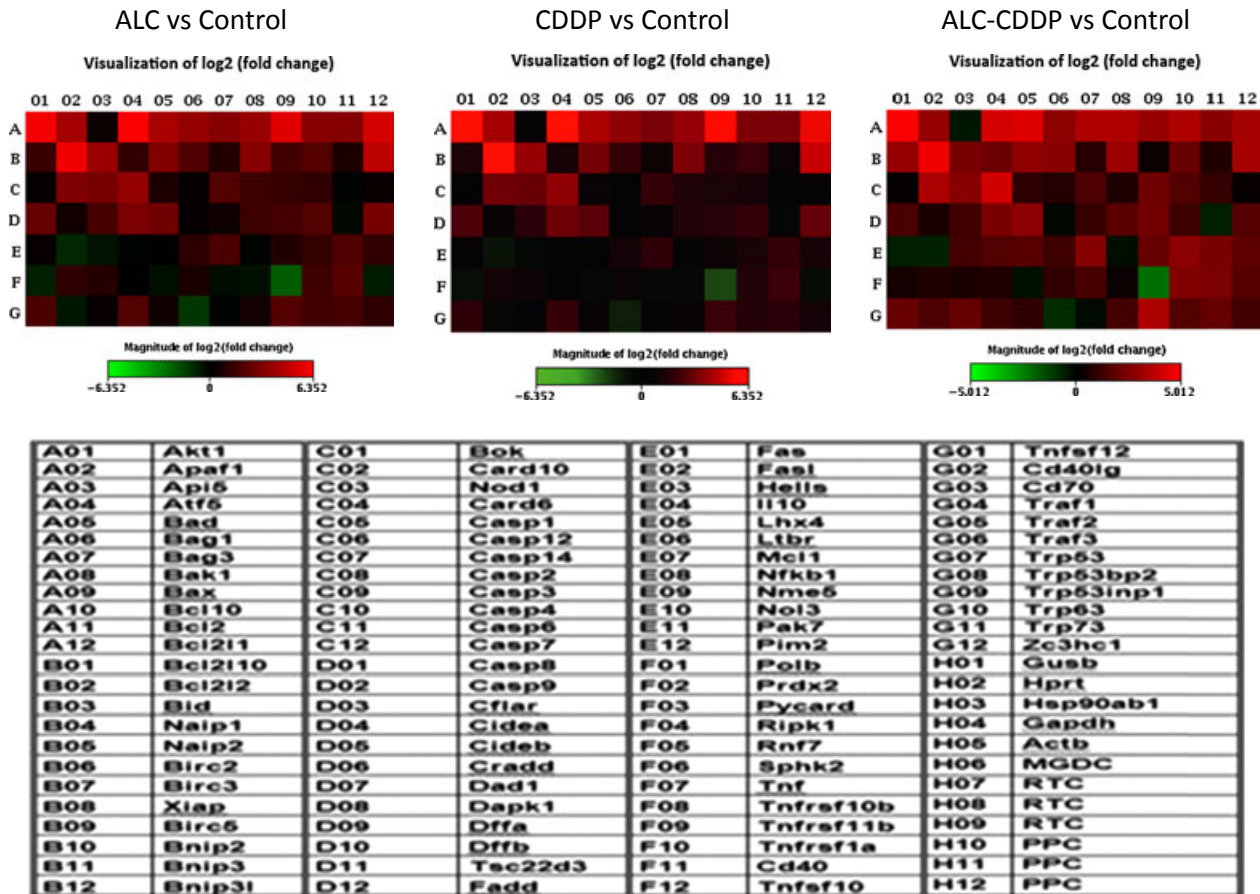 ALC vs Control CDDP vs Control ALC-CDDP vs Control
Visualization of log2 (fold change) Visualization of log2 (fold change) Visualization of log2 (fold change)
01 02 03 04 05 06 07 08 09 10 11 12 01 02 03 04 05 06 07 08 09 10 11 12 01 02 03 04 05 06 07 08 09 10 11 12
A A A
B B B
C C C
D D D
E E E
F F F
G G G
Magnitude of log2(fold change) Magnitude of log2(fold change) Magnitude of log2(fold change)
−6.352 0 6.352 −6.352 0 6.352 −5.012 0 5.012
A01 Akt1 C01 Bok E01 Fas G01 Tnfsf12
A02 Apaf1 C02 Card10 E02 Fasl G02 Cd40lg
A03 Api5 C03 Nod1 E03 Hells G03 Cd70
A04 Atf5 C04 Card6 E04 Il10 G04 Traf1
A05 Bad C05 Casp1 E05 Lhx4 G05 Traf2
A06 Bag1 C06 Casp12 E06 Ltbr G06 Traf3
A07 Bag3 C07 Casp14 E07 Mcl1 G07 Trp53
A08 Bak1 C08 Casp2 E08 Nfkb1 G08 Trp53bp2
A09 Bax C09 Casp3 E09 Nme5 G09 Trp53inp1
A10 Bcl10 C10 Casp4 E10 Nol3 G10 Trp63
A11 Bcl2 C11 Casp6 E11 Pak7 G11 Trp73
A12 Bcl2l1 C12 Casp7 E12 Pim2 G12 Zc3hc1
B01 Bcl2l10 D01 Casp8 F01 Polb H01 Gusb
B02 Bcl2l2 D02 Casp9 F02 Prdx2 H02 Hprt
B03 Bid D03 Cflar F03 Pycard H03 Hsp90ab1
B04 Naip1 D04 Cidea F04 Ripk1 H04 Gapdh
B05 Naip2 D05 Cideb F05 Rnf7 H05 Actb
B06 Birc2 D06 Cradd F06 Sphk2 H06 MGDC
B07 Birc3 D07 Dad1 F07 Tnf H07 RTC
B08 Xiap D08 Dapk1 F08 Tnfrsf10b H08 RTC
B09 Birc5 D09 Dffa F09 Tnfrsf11b H09 RTC
B10 Bnip2 D10 Dffb F10 Tnfrsf1a H10 PPC
B11 Bnip3 D11 Tsc22d3 F11 Cd40 H11 PPC
B12 Bnip3l D12 Fadd F12 Tnfsf10 H12 PPC